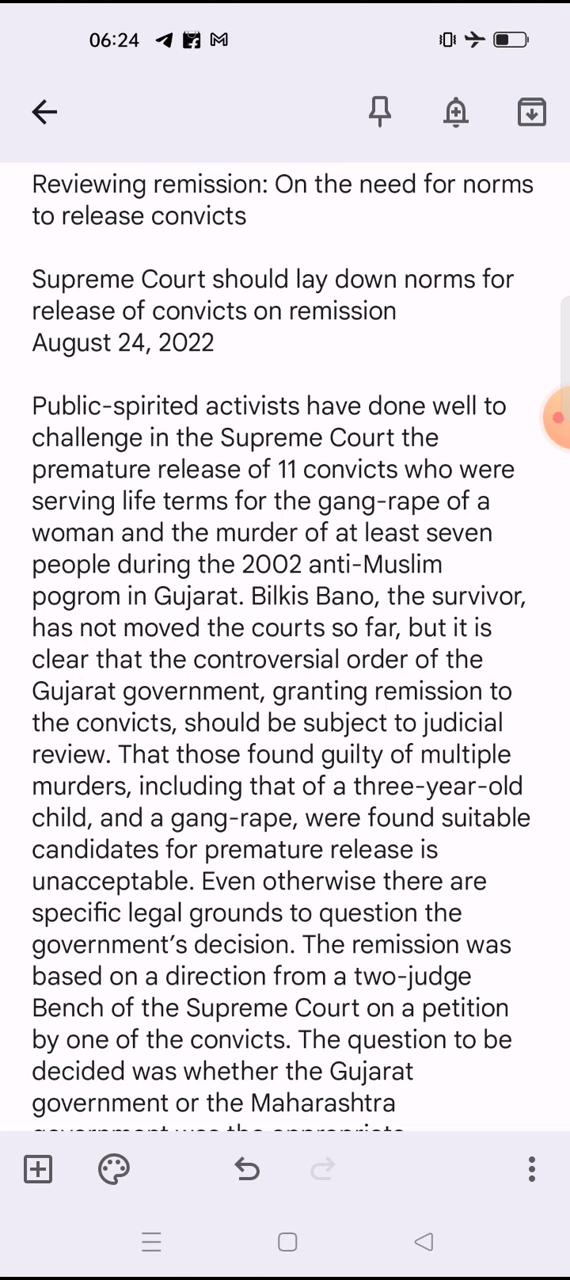 06:24
Reviewing remission: On the need for norms
to release convicts
Supreme Court should lay down norms for
release of convicts on remission
August 24, 2022
Public-spirited activists have done well to
challenge in the Supreme Court the
premature release of 11 convicts who were
serving life terms for the gang-rape of a
woman and the murder of at least seven
people during the 2002 anti-Muslim
pogrom in Gujarat. Bilkis Bano, the survivor,
has not moved the courts so far, but it is
clear that the controversial order of the
Gujarat government, granting remission to
the convicts, should be subject to judicial
review. That those found guilty of multiple
murders, including that of a three-year-old
child, and a gang-rape, were found suitable
candidates for premature release is
unacceptable. Even otherwise there are
specific legal grounds to question the
government’s decision. The remission was
based on a direction from a two-judge
Bench of the Supreme Court on a petition
by one of the convicts. The question to be
decided was whether the Gujarat
government or the Maharashtra
government was the appropriate